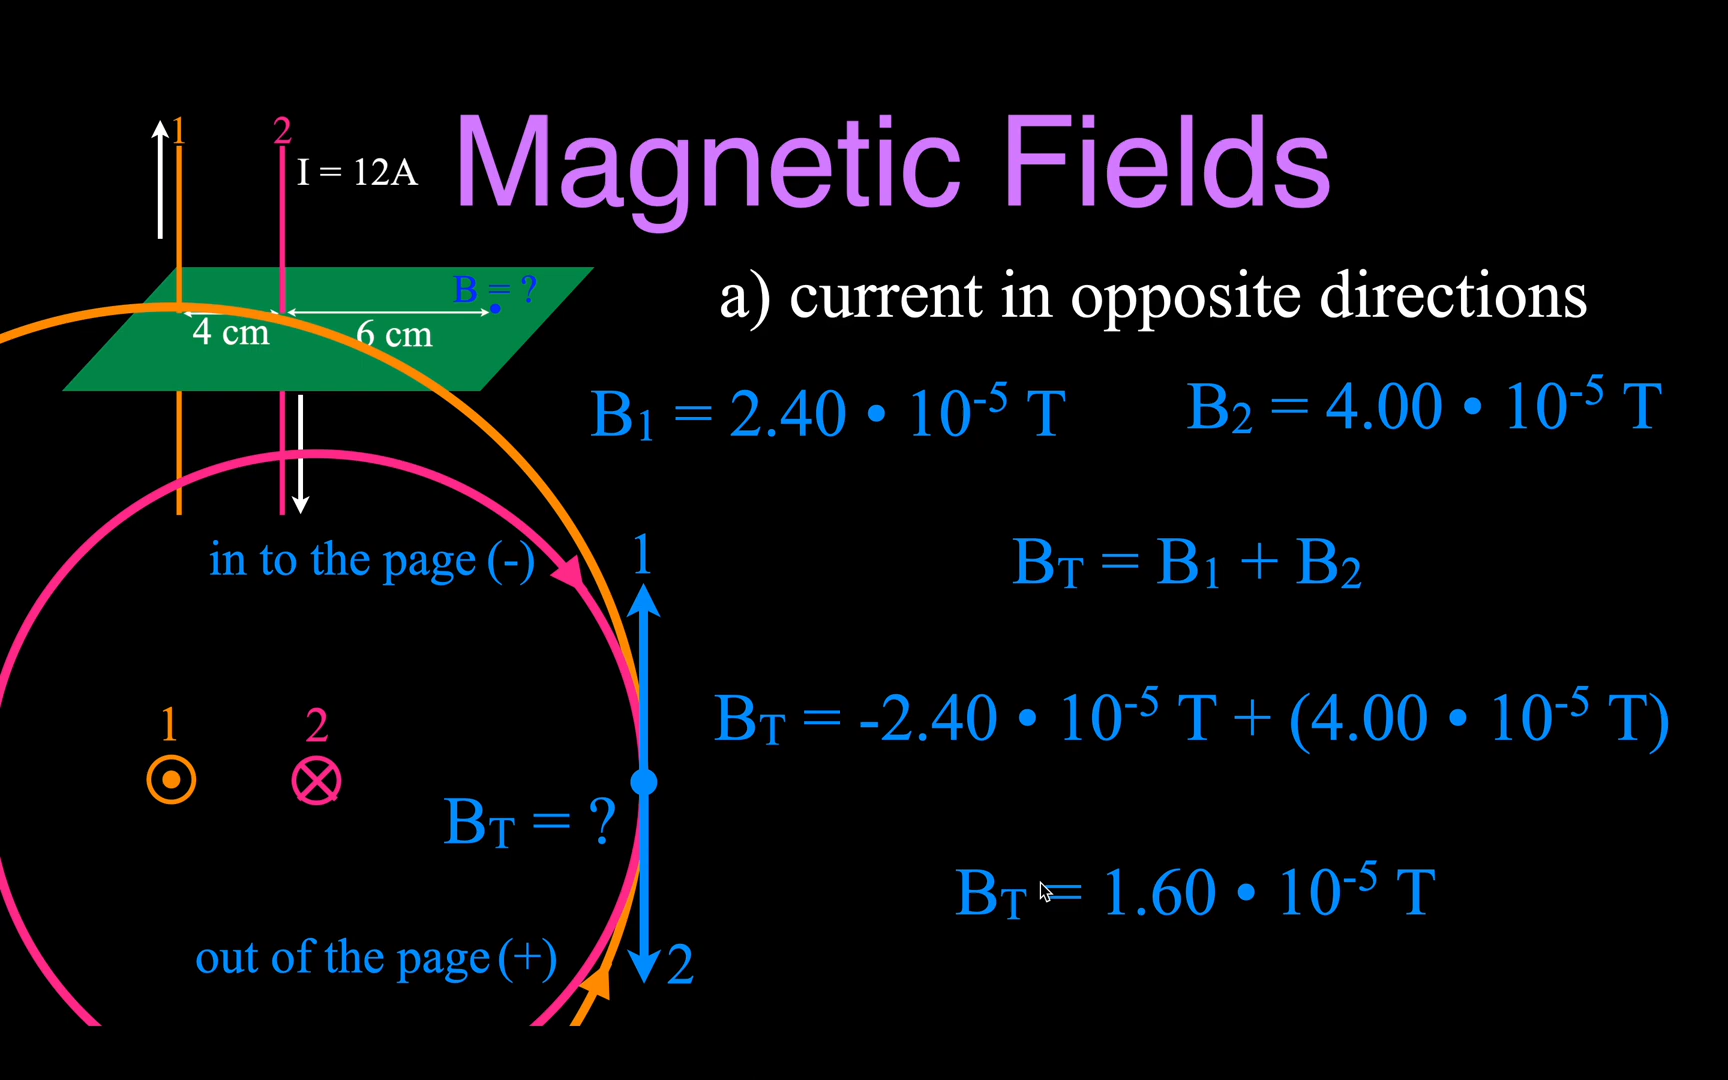 Magnetic Fields
1
2
I = 12A
B = ?
4 cm
6 cm
a) current in opposite directions
B₁ = 2.40 • 10⁻⁵ T
B₂ = 4.00 • 10⁻⁵ T
in to the page (-)
1
B_T = B₁ + B₂
B_T = -2.40 • 10⁻⁵ T + (4.00 • 10⁻⁵ T)
1
2
B_T = ?
B_T = 1.60 • 10⁻⁵ T
out of the page (+)
2